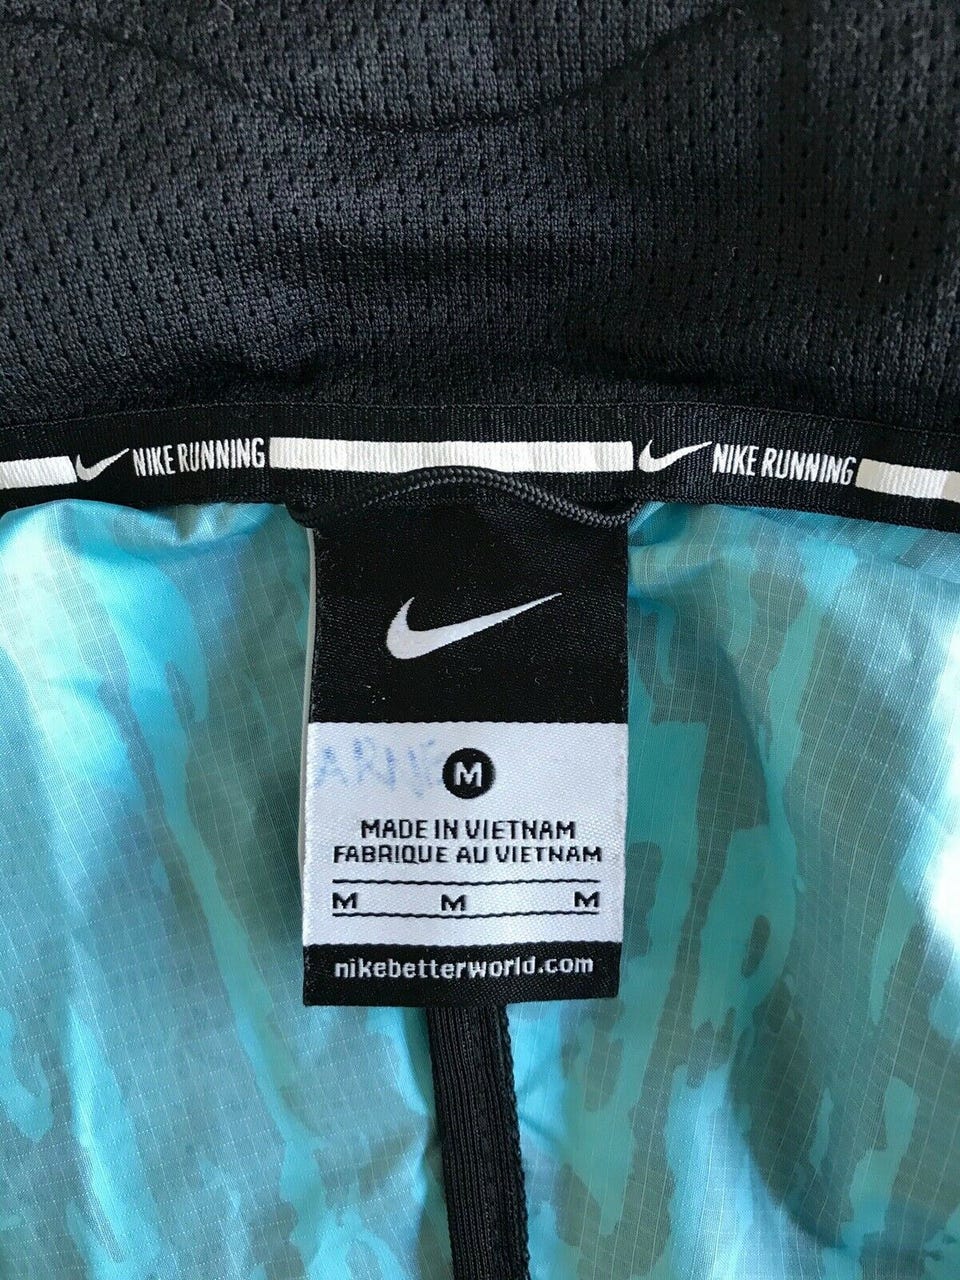 NIKE RUNNING NIKE RUNNING
M
MADE IN VIETNAM
FABRIQUE AU VIETNAM
M M M
nikebetterworld.com